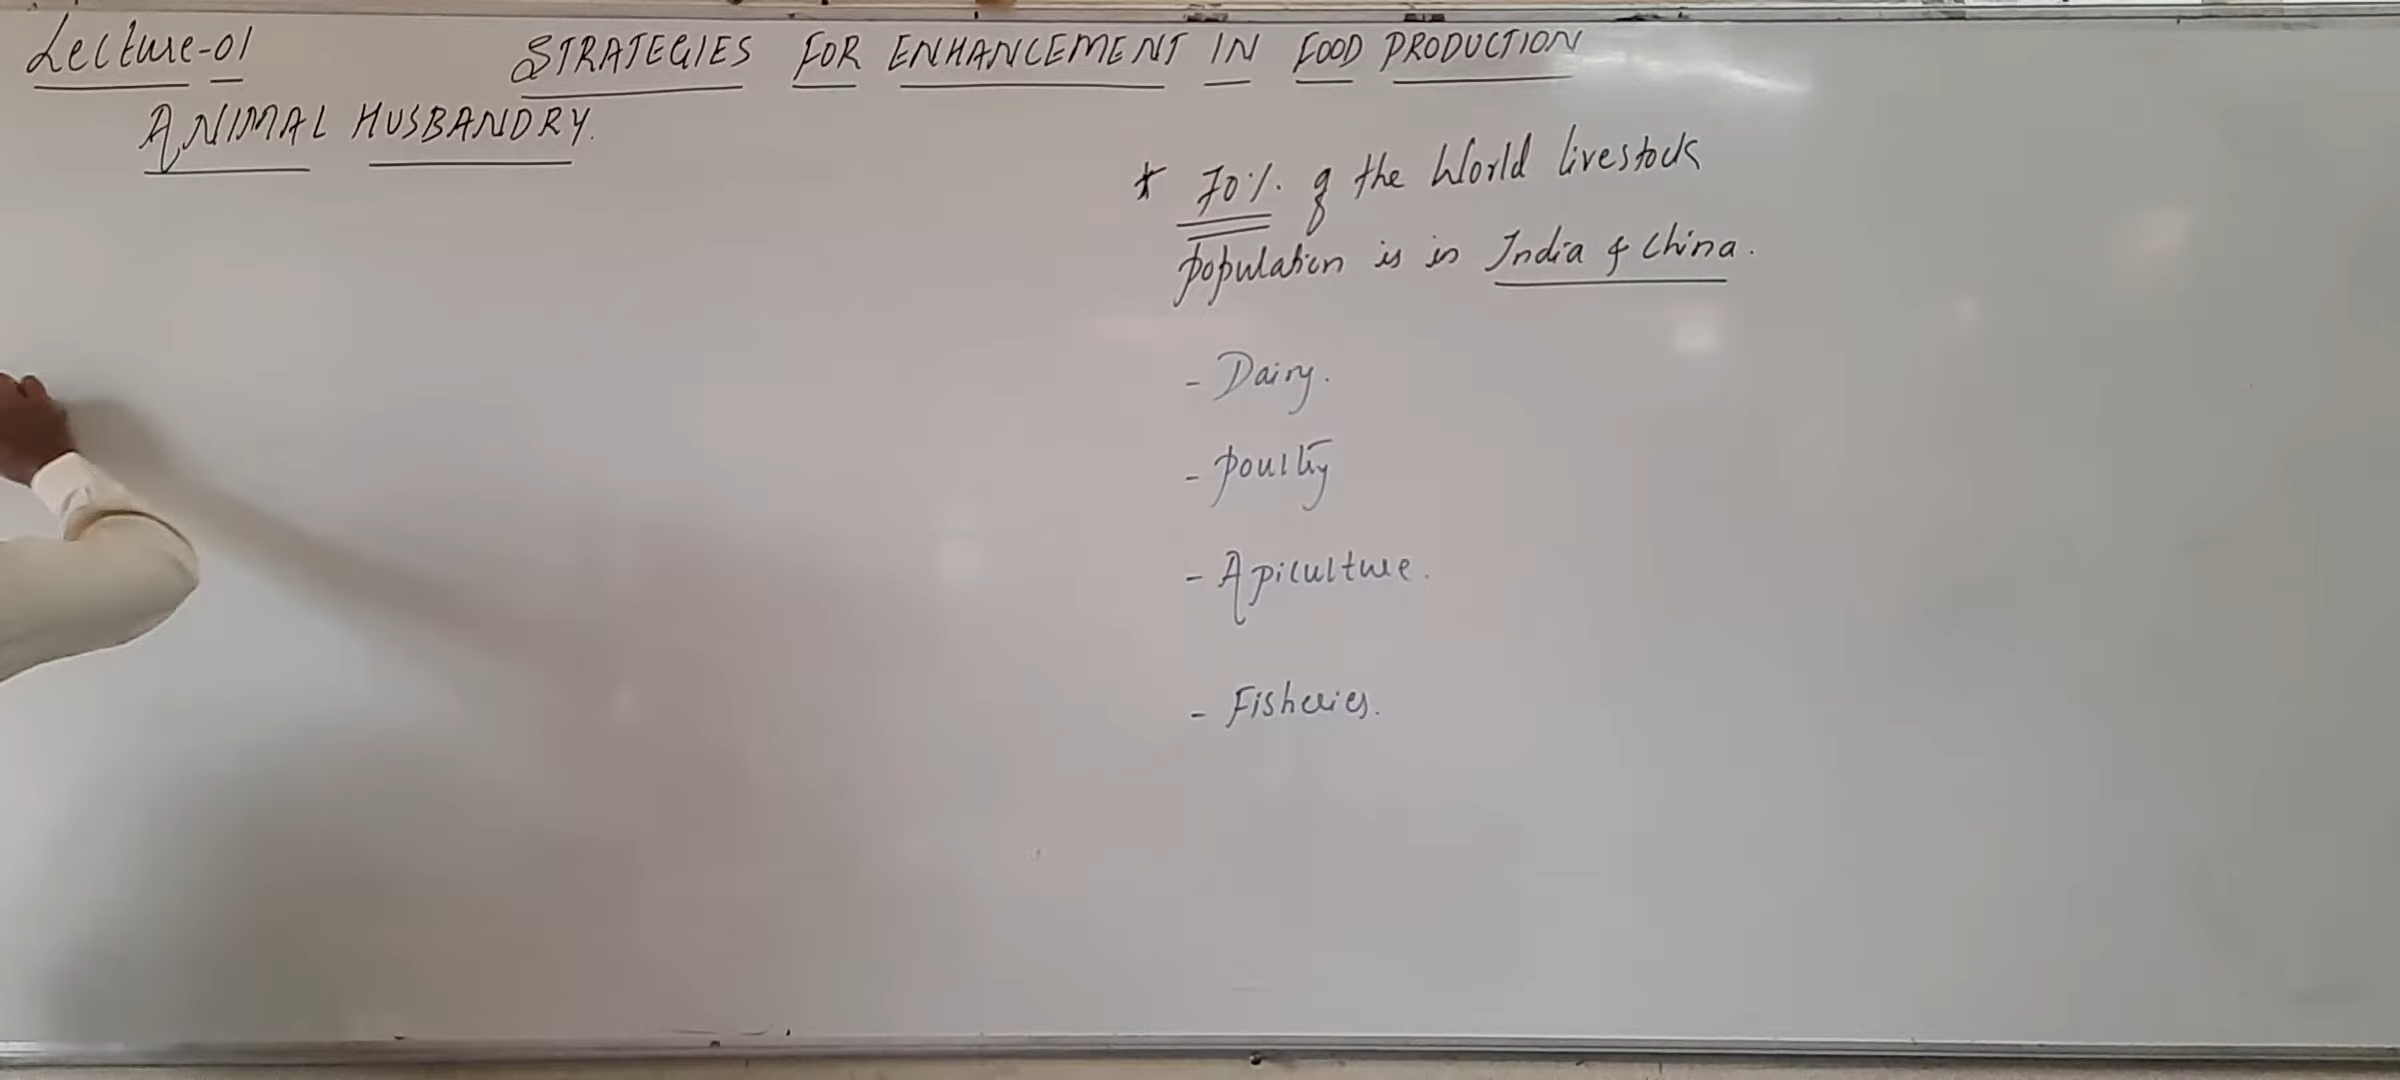 Lecture-01
STRATEGIES FOR ENHANCEMENT IN FOOD PRODUCTION
ANIMAL HUSBANDRY.
* 70% of the World livestock
population is in India & China.
- Dairy.
- Poultry
- Apiculture.
- Fisheries.